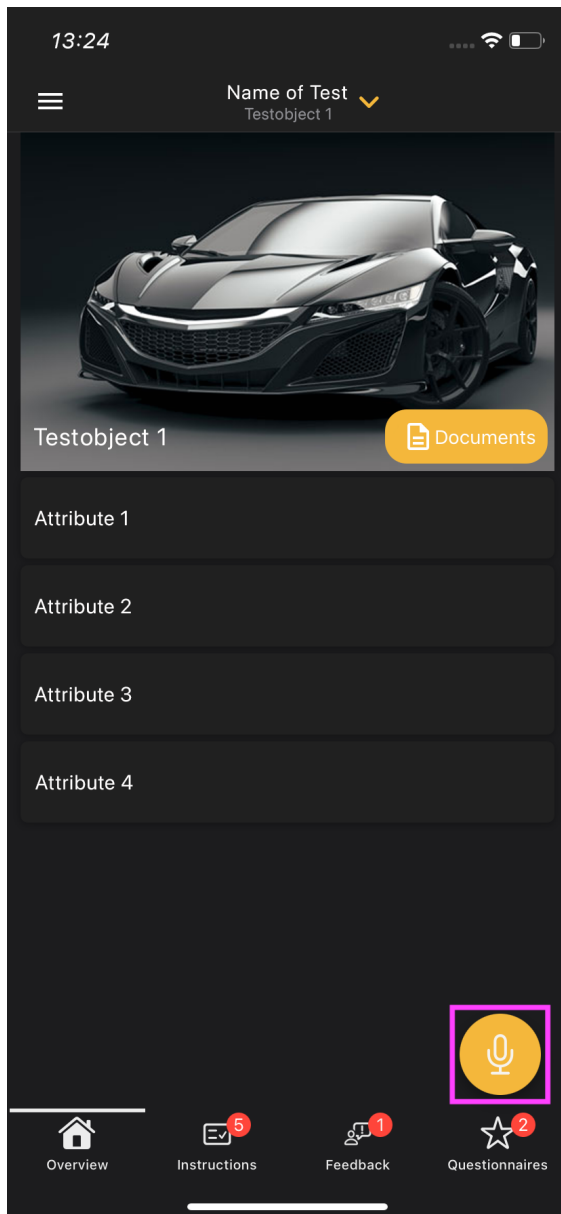 13:24
Name of Test
Testobject 1
Testobject 1
Documents
Attribute 1
Attribute 2
Attribute 3
Attribute 4
5
1
2
Overview
Instructions
Feedback
Questionnaires